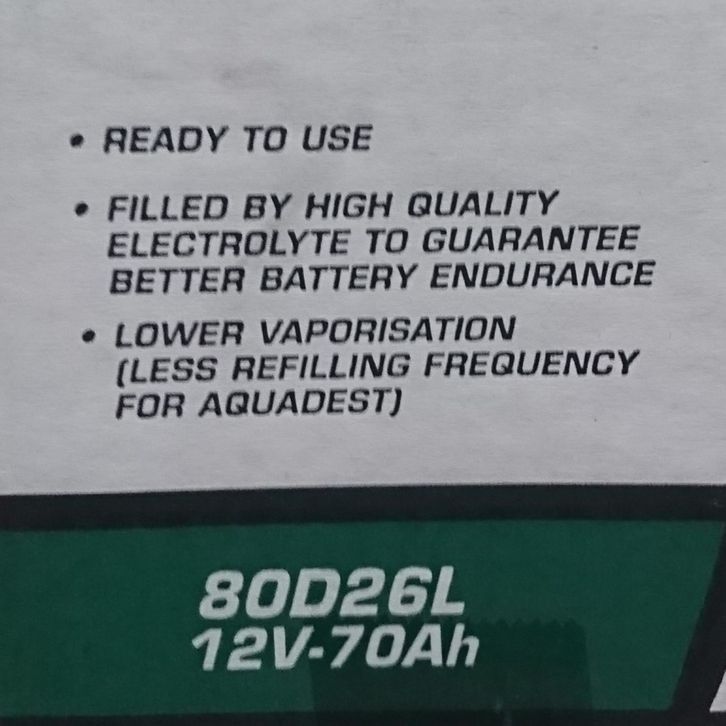 • READY TO USE
• FILLED BY HIGH QUALITY
ELECTROLYTE TO GUARANTEE
BETTER BATTERY ENDURANCE
• LOWER VAPORISATION
(LESS REFILLING FREQUENCY
FOR AQUADEST)
80D26L
12V-70Ah